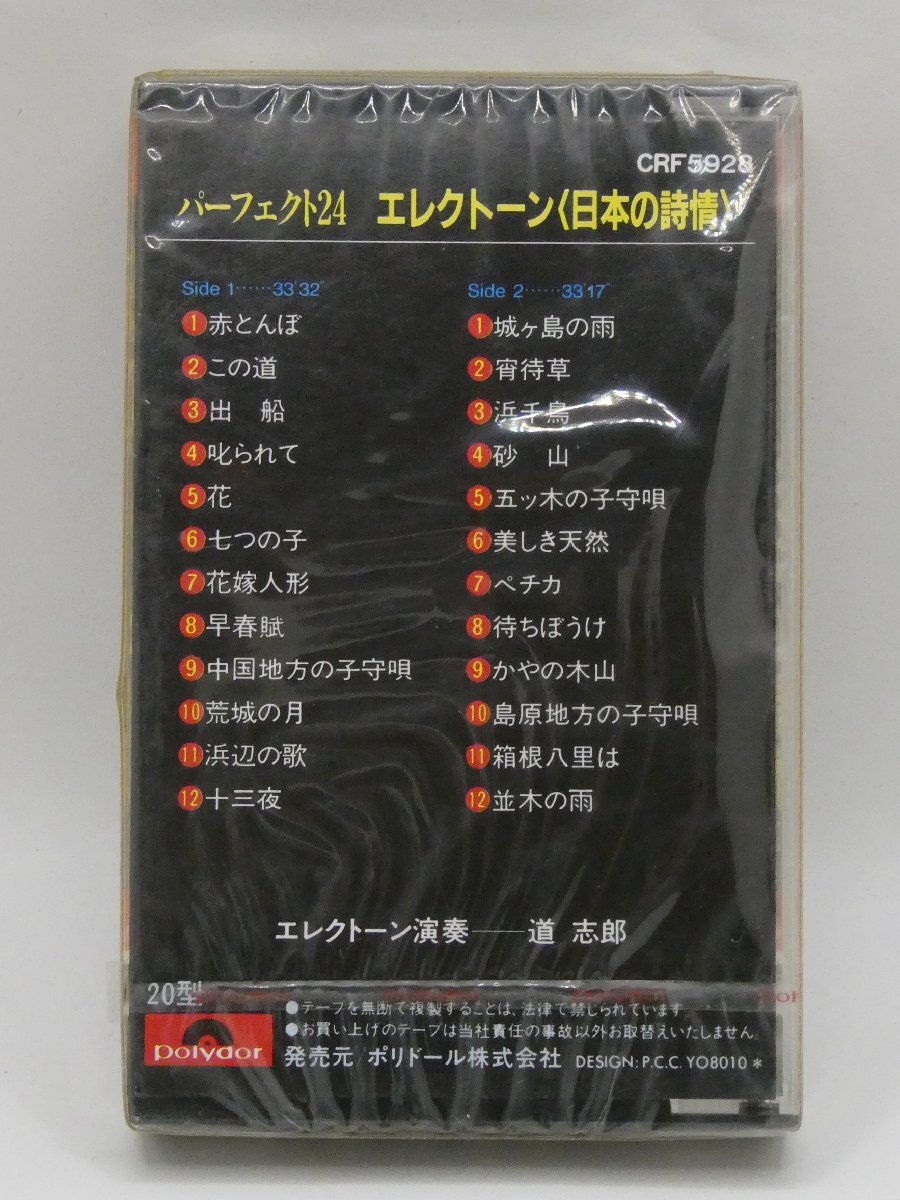 CRF5928
パーフェクト24 エレクトーン〈日本の詩情〉
Side 1……33′32″
1 赤とんぼ
2 この道
3 出 船
4 叱られて
5 花
6 七つの子
7 花嫁人形
8 早春賦
9 中国地方の子守唄
10 荒城の月
11 浜辺の歌
12 十三夜
Side 2……33′17″
1 城ヶ島の雨
2 宵待草
3 浜千鳥
4 砂 山
5 五ッ木の子守唄
6 美しき天然
7 ペチカ
8 待ちぼうけ
9 かやの木山
10 島原地方の子守唄
11 箱根八里は
12 並木の雨
エレクトーン演奏──道 志郎
20型
●テープを無断で複製することは、法律で禁じられています
●お買い上げのテープは当社責任の事故以外お取替えいたしません。
polydor
発売元 ポリドール株式会社 DESIGN: P.C.C. YO8010 *